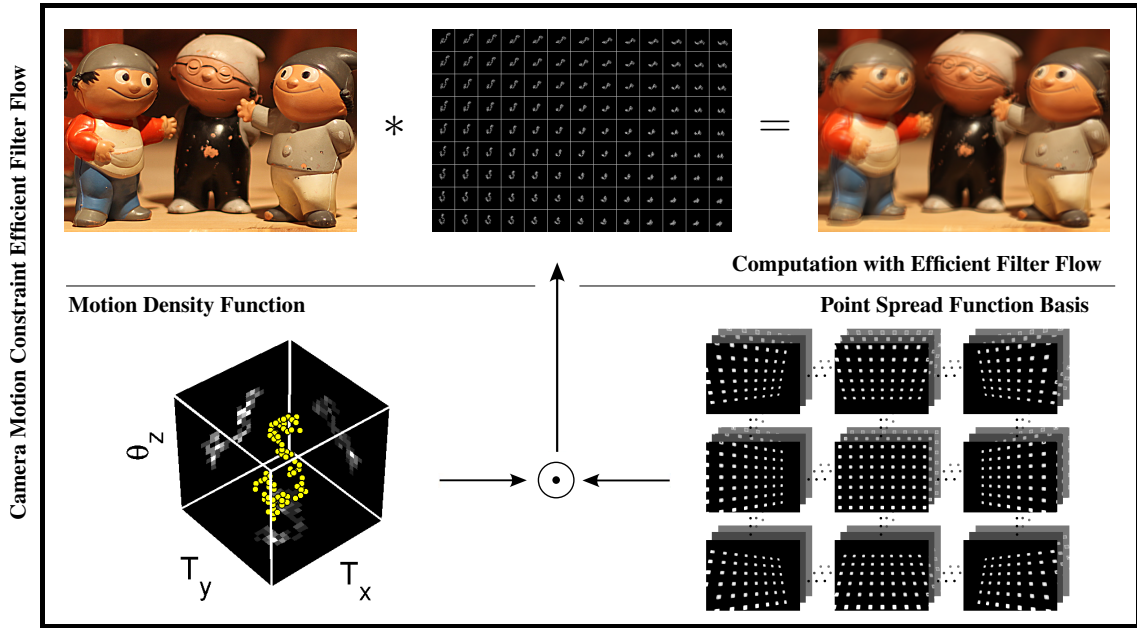 Camera Motion Constraint Efficient Filter Flow
* =
Computation with Efficient Filter Flow
Motion Density Function
Point Spread Function Basis
θz
Ty
Tx